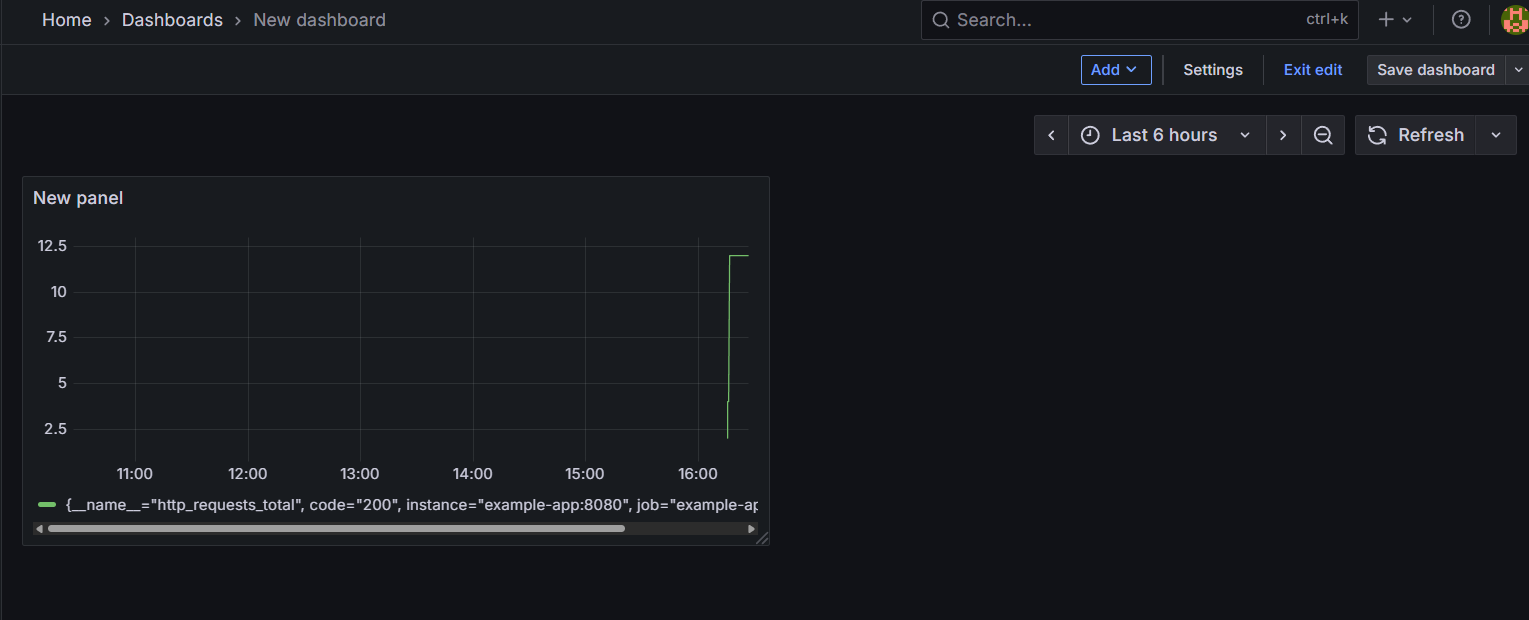 Home › Dashboards › New dashboard
Search... ctrl+k
Add Settings Exit edit Save dashboard
Last 6 hours Refresh
New panel
12.5
10
7.5
5
2.5
11:00 12:00 13:00 14:00 15:00 16:00
{__name__="http_requests_total", code="200", instance="example-app:8080", job="example-ap